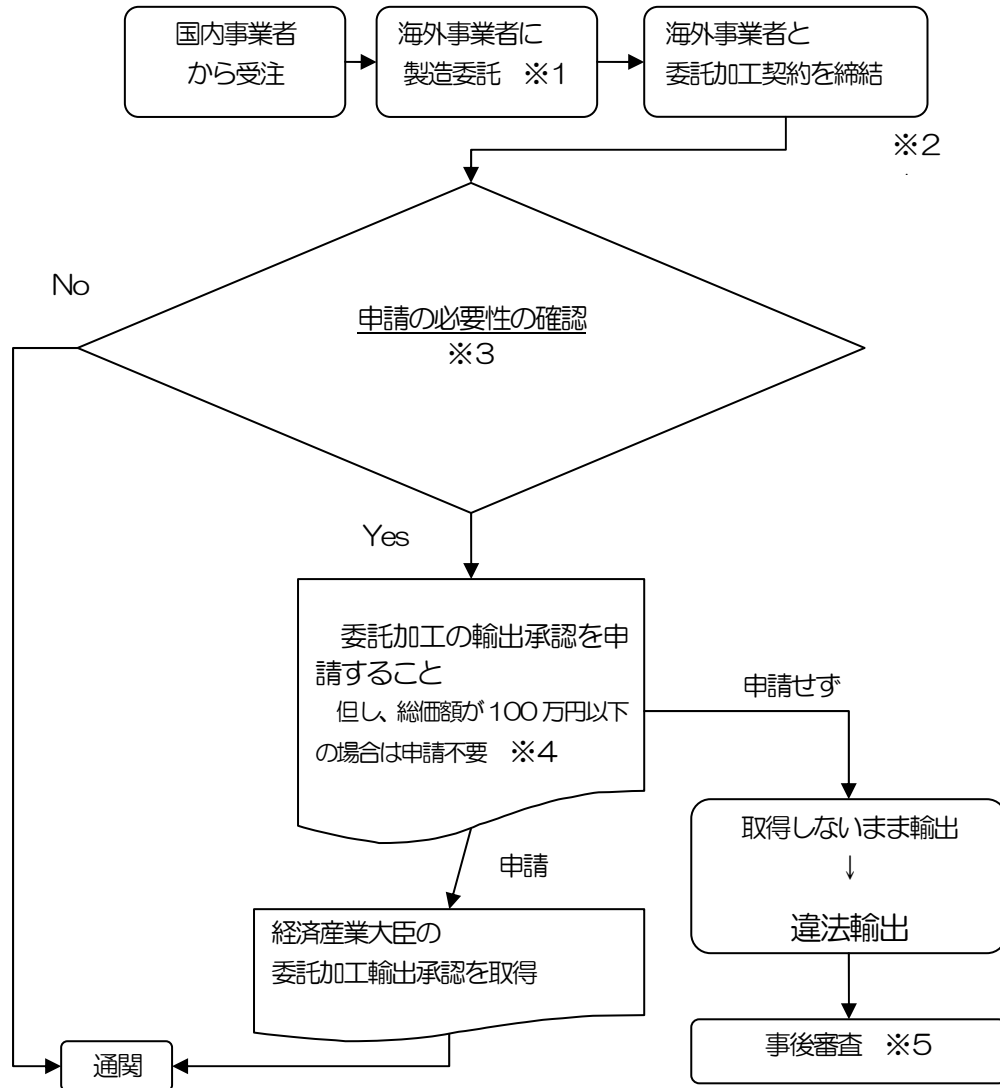 国内事業者
から受注
海外事業者に
製造委託　※1
海外事業者と
委託加工契約を締結
※2
No
申請の必要性の確認
※3
Yes
委託加工の輸出承認を申
請すること
但し、総価額が100万円以下
の場合は申請不要　※4
申請せず
取得しないまま輸出
↓
違法輸出
申請
経済産業大臣の
委託加工輸出承認を取得
事後審査　※5
通関